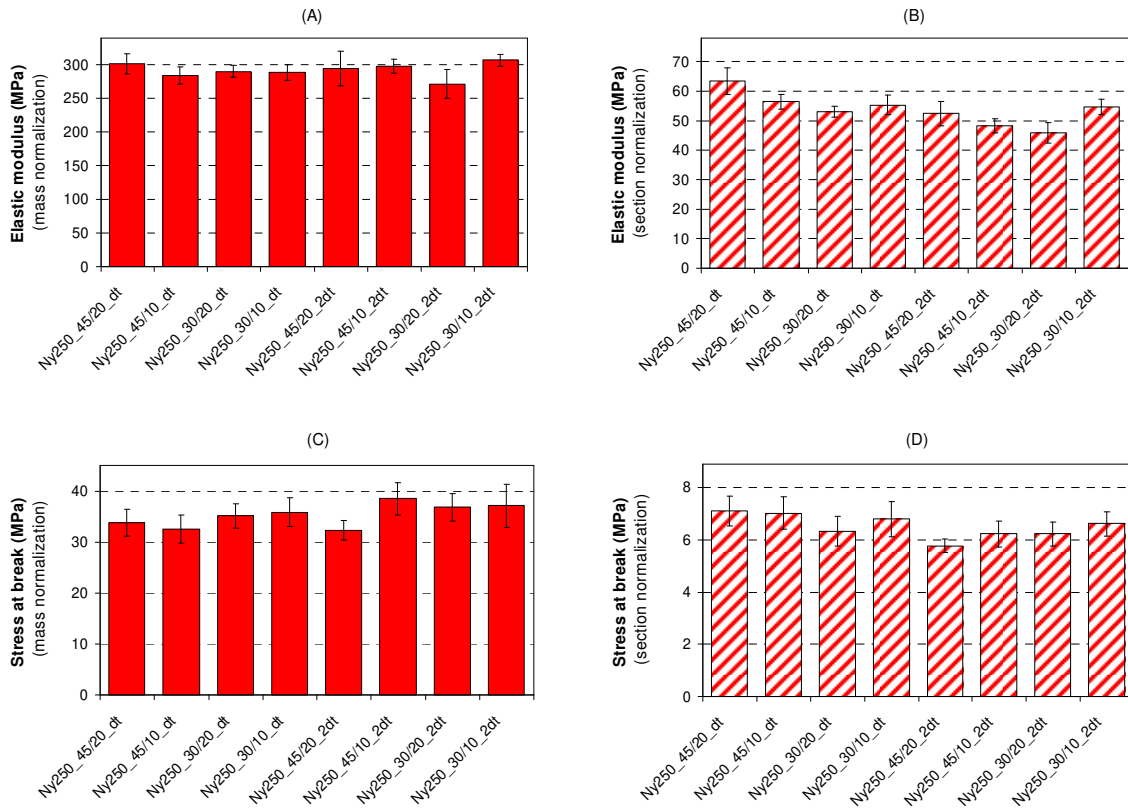 (A)
Elastic modulus (MPa)
(mass normalization)
300
250
200
150
100
50
0
Ny250_45/20_dt
Ny250_45/10_dt
Ny250_30/20_dt
Ny250_30/10_dt
Ny250_45/20_2dt
Ny250_45/10_2dt
Ny250_30/20_2dt
Ny250_30/10_2dt
(B)
Elastic modulus (MPa)
(section normalization)
70
60
50
40
30
20
10
0
Ny250_45/20_dt
Ny250_45/10_dt
Ny250_30/20_dt
Ny250_30/10_dt
Ny250_45/20_2dt
Ny250_45/10_2dt
Ny250_30/20_2dt
Ny250_30/10_2dt
(C)
Stress at break (MPa)
(mass normalization)
40
30
20
10
0
Ny250_45/20_dt
Ny250_45/10_dt
Ny250_30/20_dt
Ny250_30/10_dt
Ny250_45/20_2dt
Ny250_45/10_2dt
Ny250_30/20_2dt
Ny250_30/10_2dt
(D)
Stress at break (MPa)
(section normalization)
8
6
4
2
0
Ny250_45/20_dt
Ny250_45/10_dt
Ny250_30/20_dt
Ny250_30/10_dt
Ny250_45/20_2dt
Ny250_45/10_2dt
Ny250_30/20_2dt
Ny250_30/10_2dt